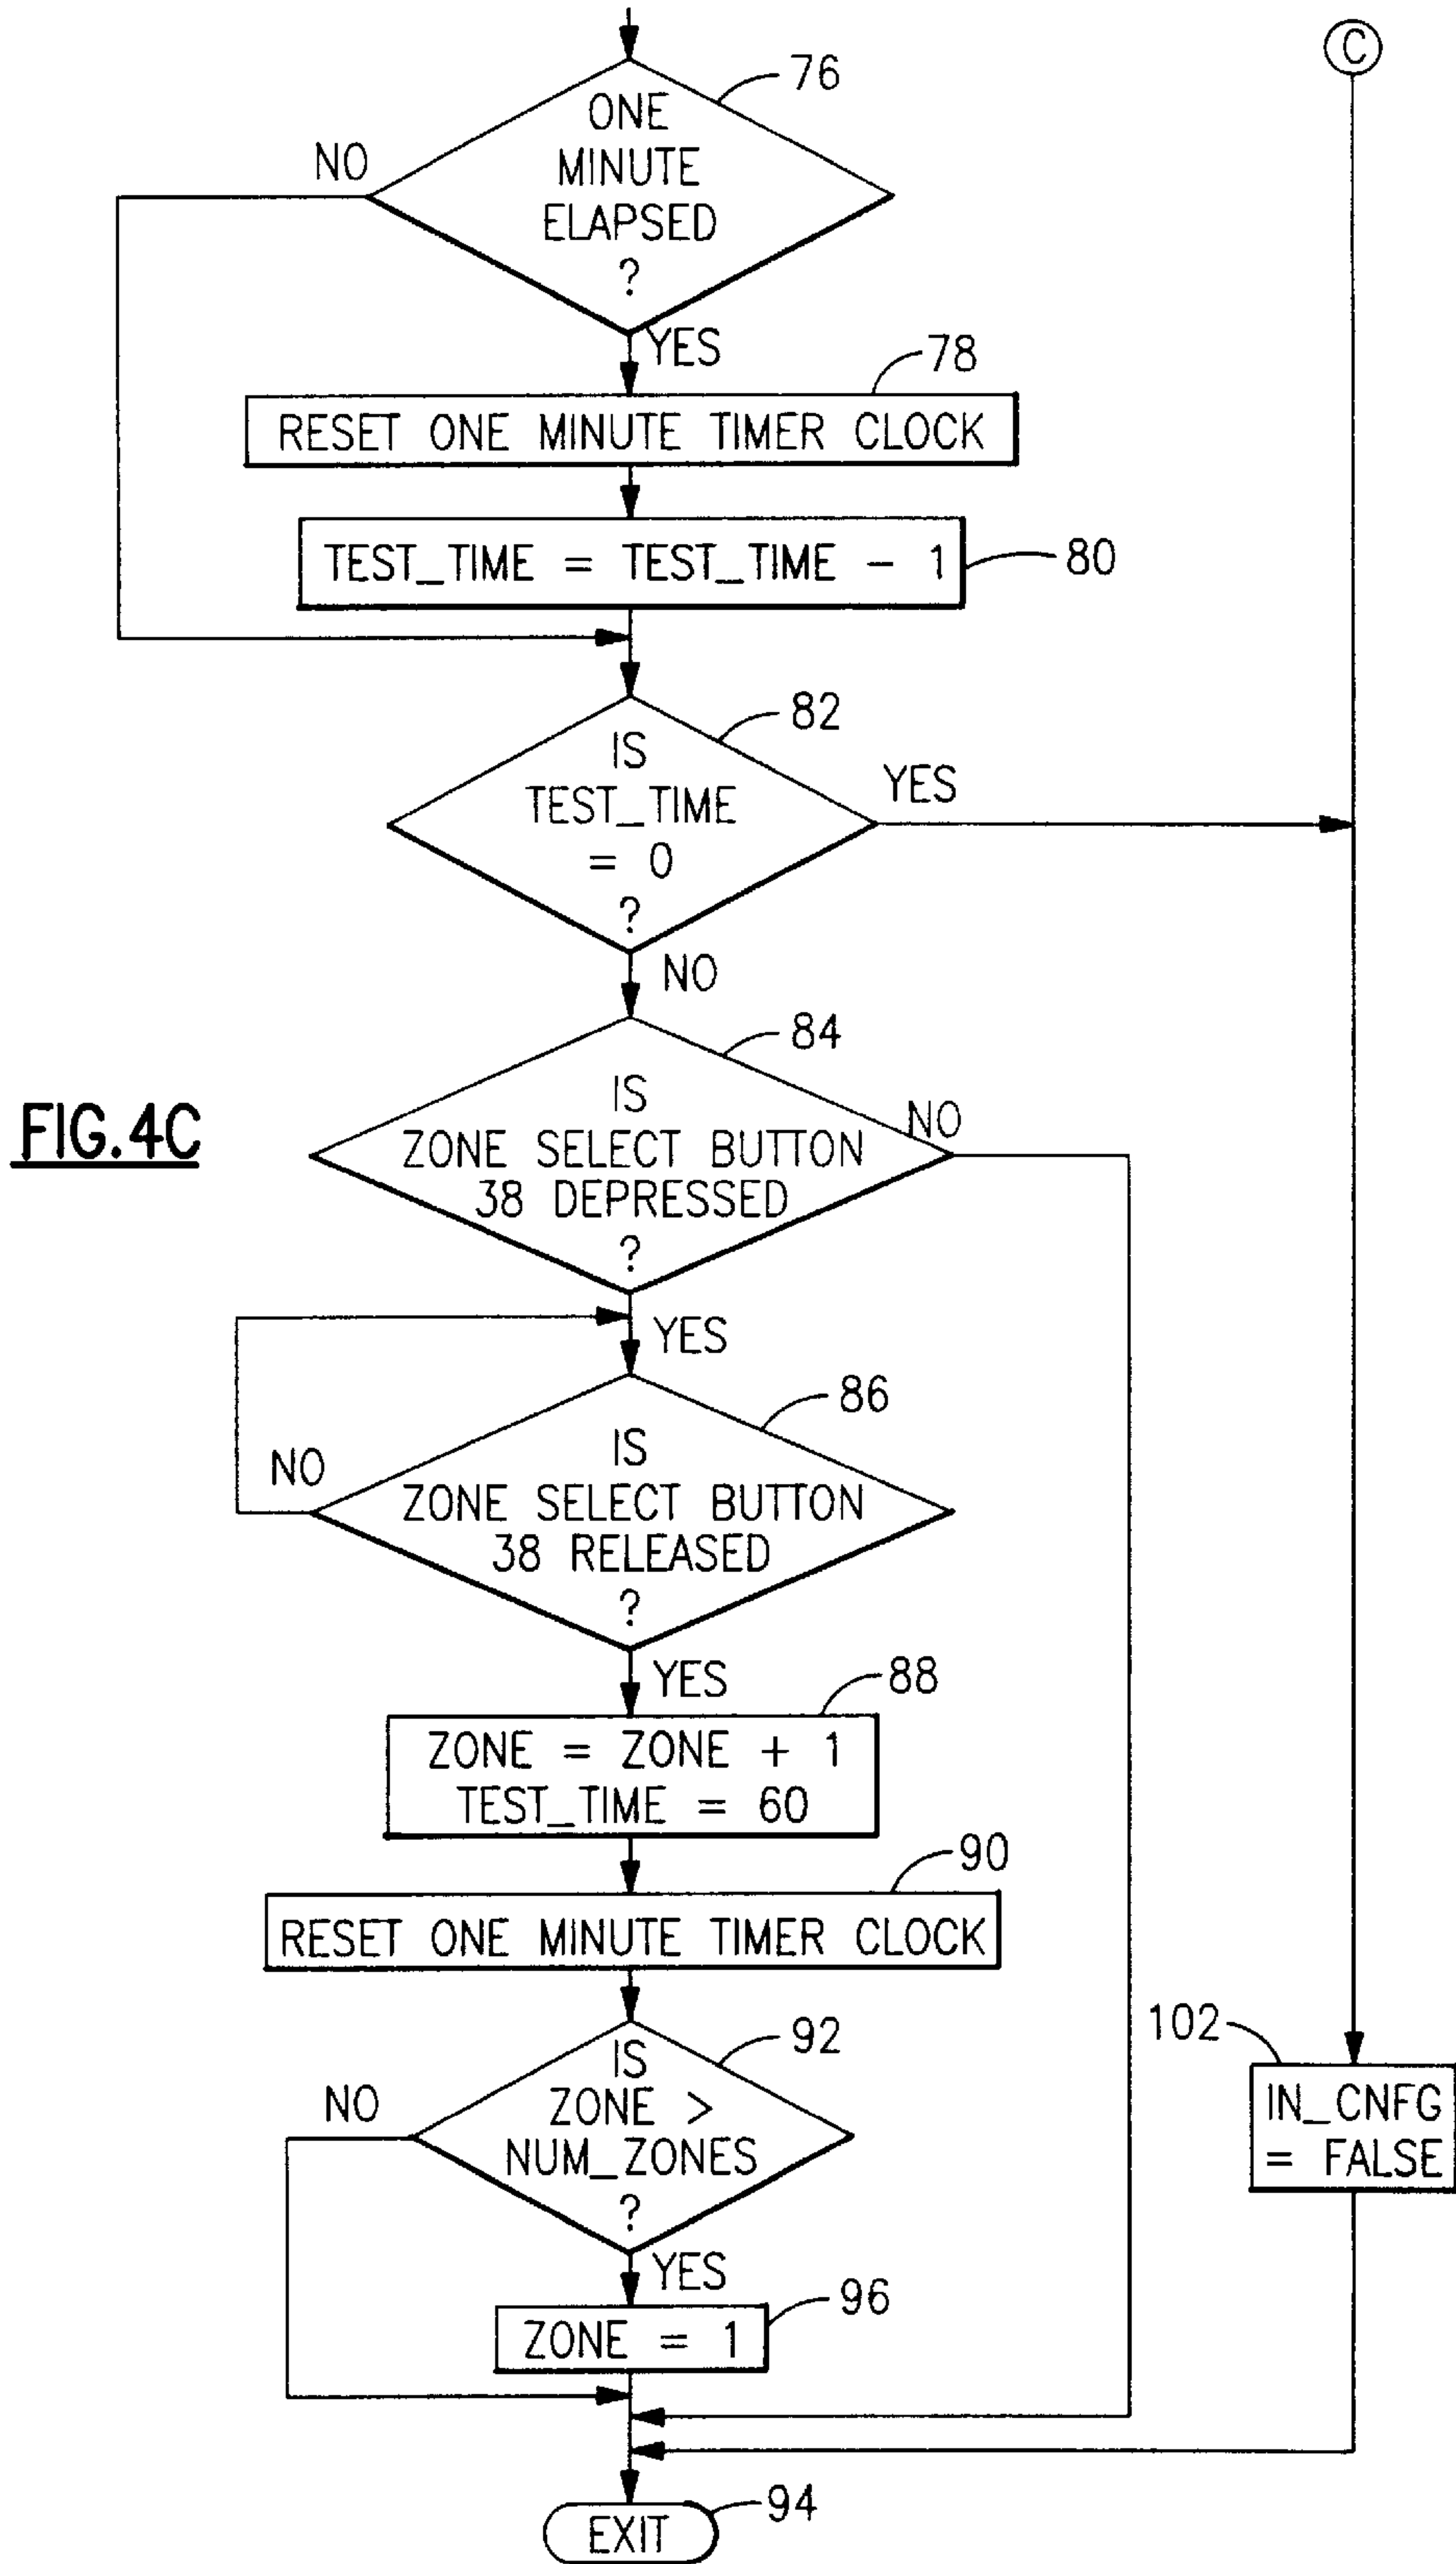 C
76
ONE
MINUTE
ELAPSED
?
NO
YES
78
RESET ONE MINUTE TIMER CLOCK
TEST_TIME = TEST_TIME - 1
80
82
IS
TEST_TIME
= 0
?
YES
NO
84
IS
ZONE SELECT BUTTON
38 DEPRESSED
?
NO
FIG.4C
YES
86
IS
ZONE SELECT BUTTON
38 RELEASED
?
NO
YES
88
ZONE = ZONE + 1
TEST_TIME = 60
90
RESET ONE MINUTE TIMER CLOCK
92
IS
ZONE >
NUM_ZONES
?
NO
102
IN_CNFG
= FALSE
YES
96
ZONE = 1
94
EXIT